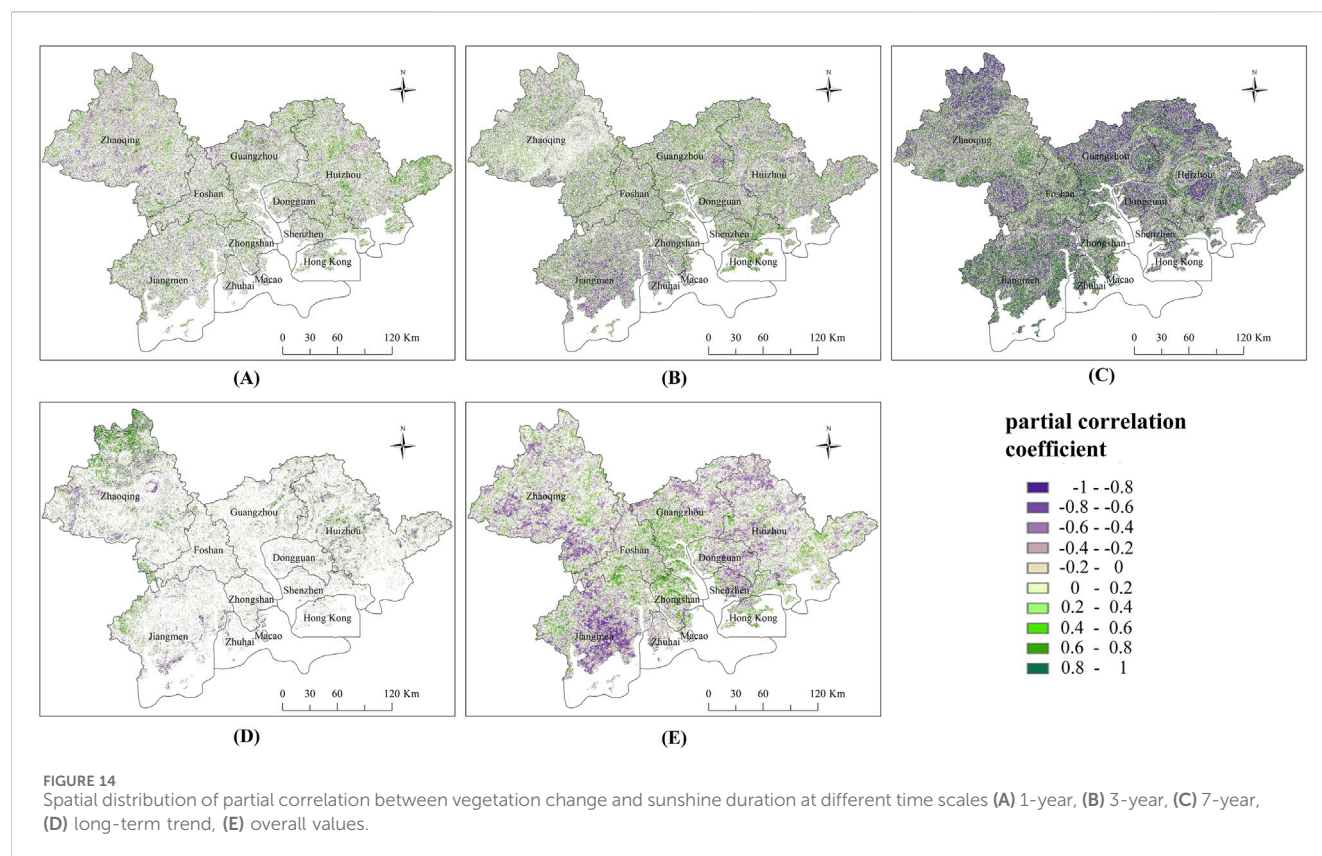 N
Zhaoqing
Guangzhou
Huizhou
Foshan
Dongguan
Shenzhen
Zhongshan
Hong Kong
Jiangmen
Macao
Zhuhai
0 30 60 120 Km
(A)
N
Zhaoqing
Guangzhou
Huizhou
Foshan
Dongguan
Shenzhen
Zhongshan
Hong Kong
Jiangmen
Macao
Zhuhai
0 30 60 120 Km
(B)
N
Zhaoqing
Guangzhou
Huizhou
Foshan
Dongguan
Shenzhen
Zhongshan
Hong Kong
Jiangmen
Macao
Zhuhai
0 30 60 120 Km
(C)
N
Zhaoqing
Guangzhou
Huizhou
Foshan
Dongguan
Shenzhen
Zhongshan
Hong Kong
Jiangmen
Macao
Zhuhai
0 30 60 120 Km
(D)
N
Zhaoqing
Guangzhou
Huizhou
Foshan
Dongguan
Shenzhen
Zhongshan
Hong Kong
Jiangmen
Macao
Zhuhai
0 30 60 120 Km
(E)
partial correlation
coefficient
-1 - -0.8
-0.8 - -0.6
-0.6 - -0.4
-0.4 - -0.2
-0.2 - 0
0 - 0.2
0.2 - 0.4
0.4 - 0.6
0.6 - 0.8
0.8 - 1
FIGURE 14
Spatial distribution of partial correlation between vegetation change and sunshine duration at different time scales (A) 1-year, (B) 3-year, (C) 7-year,
(D) long-term trend, (E) overall values.